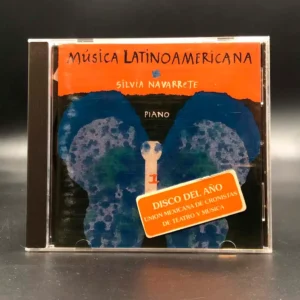 MÚSICA LATINOAMERICANA
SILVIA NAVARRETE
PIANO
DISCO DEL AÑO
UNION MEXICANA DE CRONISTAS
DE TEATRO Y MUSICA